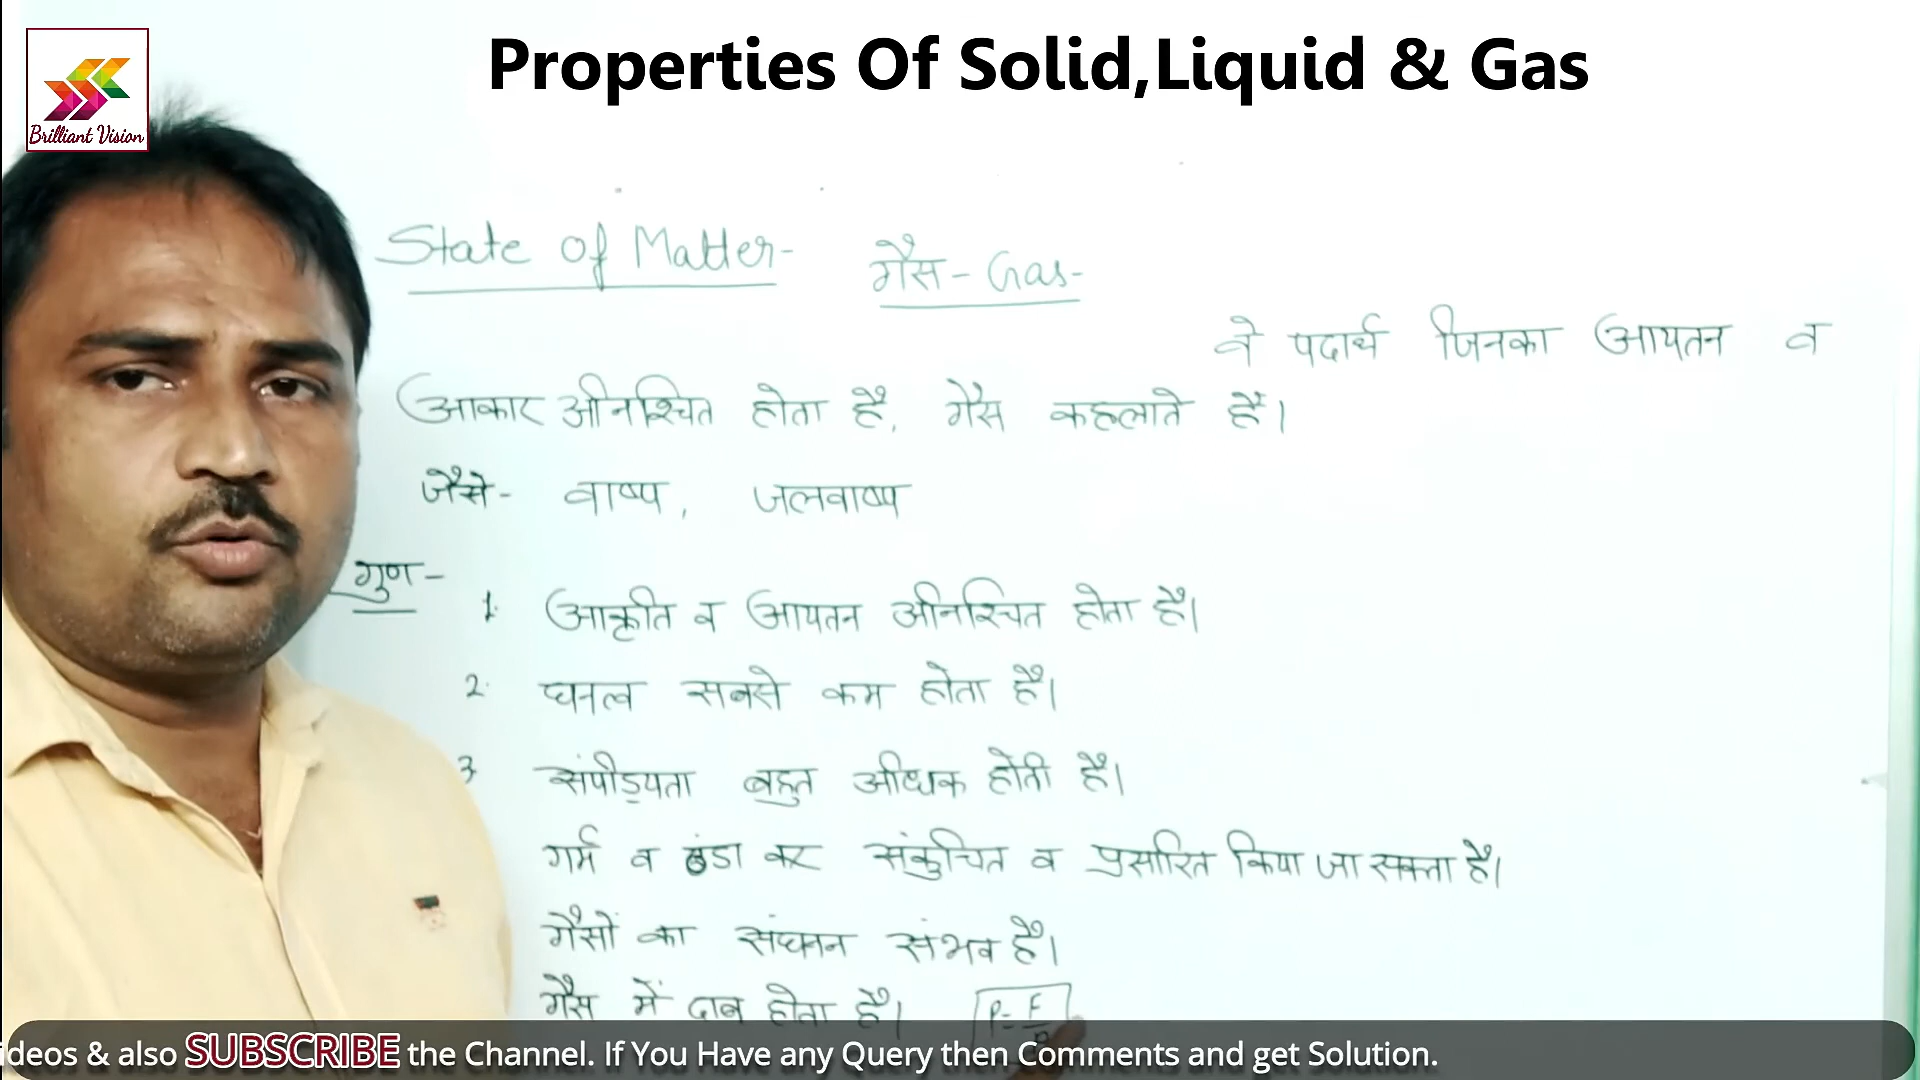 Properties Of Solid,Liquid & Gas
Brilliant Vision
State of Matter- गैस - Gas-
वे पदार्थ जिनका आयतन व
आकार अनिश्चित होता है, गैस कहलाते हैं।
जैसे- वाष्प, जलवाष्प
गुण-
1. आकृति व आयतन अनिश्चित होता है।
2. घनत्व सबसे कम होता है।
3 संपीड्यता बहुत अधिक होती है।
गर्म व ठंडा कर संकुचित व प्रसारित किया जा सकता है।
गैसों का संघनन संभव है।
गैस में दाब होता है। P = F
deos & also SUBSCRIBE the Channel. If You Have any Query then Comments and get Solution.